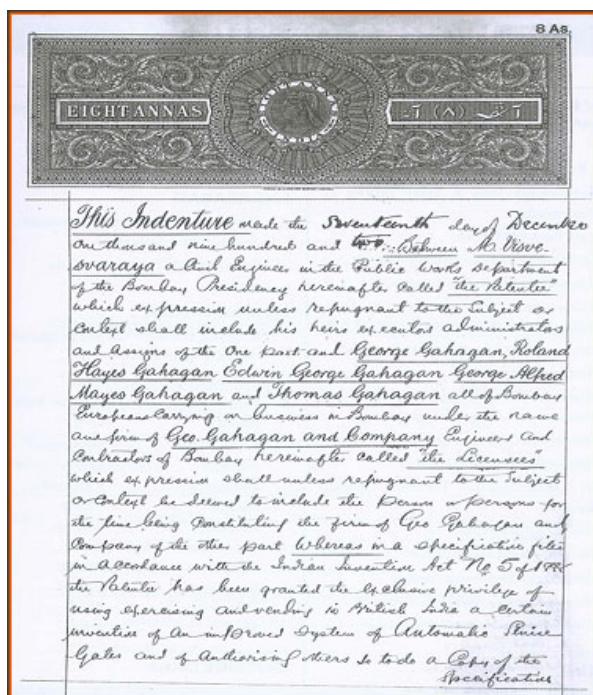 8 As.
EIGHT ANNAS
This Indenture made the Seventeenth day of December
One thousand nine hundred and two Between M. Visve-
svaraya a Civil Engineer in the Public Works Department
of the Bombay Presidency hereinafter called "the Patentee"
which expression unless repugnant to the Subject or
Context shall include his heirs executors administrators
and assigns of the One part and George Gahagan, Roland
Hayes Gahagan Edwin George Gahagan George Alfred
Mayes Gahagan and Thomas Gahagan all of Bombay
Europeans Carrying on business in Bombay under the name
and firm of Geo. Gahagan and Company Engineers and
Contractors of Bombay hereinafter called "the Licensees"
which expression shall unless repugnant to the Subject
or Context be deemed to include the person or persons for
the time being Constituting the firm of Geo Gahagan and
Company of the other part Whereas in a specification filed
in accordance with the Indian Invention Act No 5 of
the Patentee has been granted the exclusive privilege of
using exercising and vending in British India a certain
invention of An improved System of Automatic Sluice
Gates and of Authorising others so to do a Copy of the
Specification